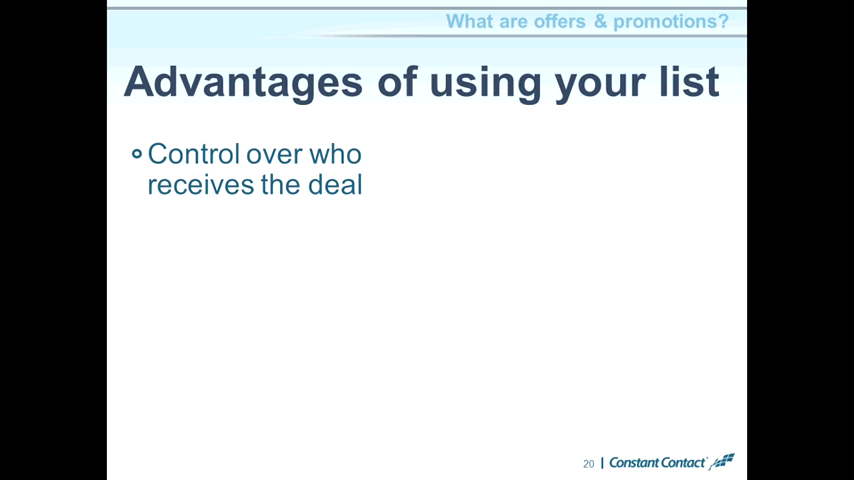 What are offers & promotions?
Advantages of using your list
Control over who
receives the deal
20 | Constant Contact